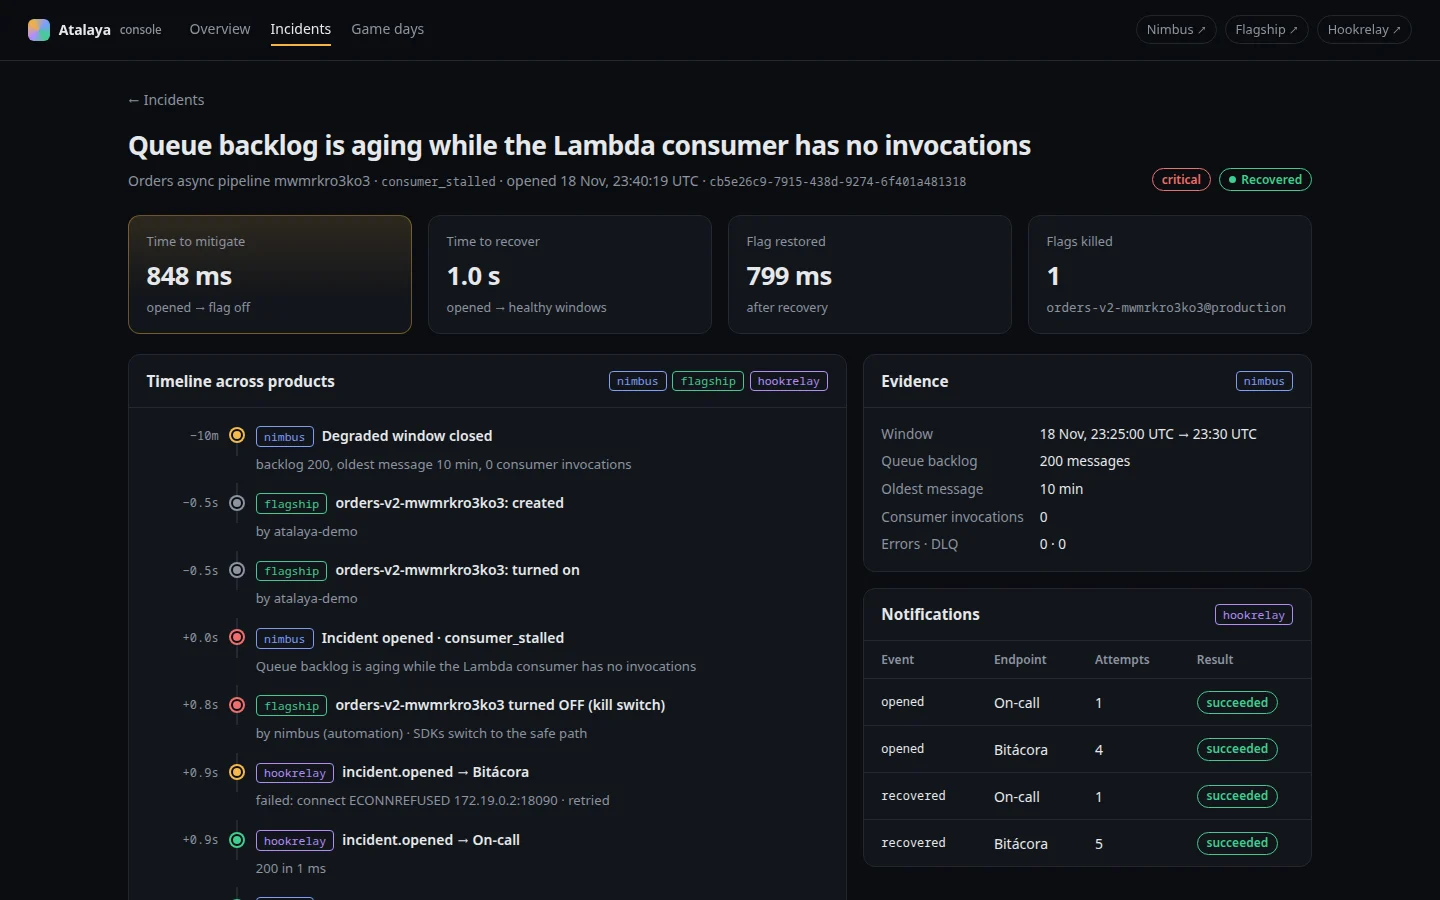 Atalaya console Overview Incidents Game days Nimbus ↗ Flagship ↗ Hookrelay ↗
← Incidents
Queue backlog is aging while the Lambda consumer has no invocations
Orders async pipeline mwmrkro3ko3 · consumer_stalled · opened 18 Nov, 23:40:19 UTC · cb5e26c9-7915-438d-9274-6f401a481318 critical Recovered
Time to mitigate
848 ms
opened → flag off
Time to recover
1.0 s
opened → healthy windows
Flag restored
799 ms
after recovery
Flags killed
1
orders-v2-mwmrkro3ko3@production
Timeline across products nimbus flagship hookrelay
−10m nimbus Degraded window closed
backlog 200, oldest message 10 min, 0 consumer invocations
−0.5s flagship orders-v2-mwmrkro3ko3: created
by atalaya-demo
−0.5s flagship orders-v2-mwmrkro3ko3: turned on
by atalaya-demo
+0.0s nimbus Incident opened · consumer_stalled
Queue backlog is aging while the Lambda consumer has no invocations
+0.8s flagship orders-v2-mwmrkro3ko3 turned OFF (kill switch)
by nimbus (automation) · SDKs switch to the safe path
+0.9s hookrelay incident.opened → Bitácora
failed: connect ECONNREFUSED 172.19.0.2:18090 · retried
+0.9s hookrelay incident.opened → On-call
200 in 1 ms
Evidence nimbus
Window 18 Nov, 23:25:00 UTC → 23:30 UTC
Queue backlog 200 messages
Oldest message 10 min
Consumer invocations 0
Errors · DLQ 0 · 0
Notifications hookrelay
Event Endpoint Attempts Result
opened On-call 1 succeeded
opened Bitácora 4 succeeded
recovered On-call 1 succeeded
recovered Bitácora 5 succeeded